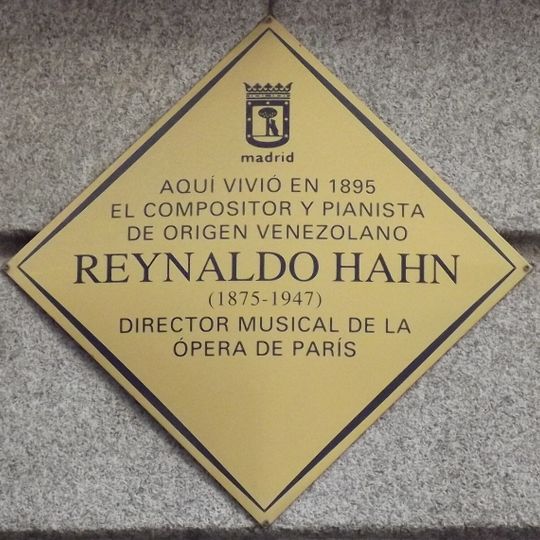 madrid
AQUÍ VIVIÓ EN 1895
EL COMPOSITOR Y PIANISTA
DE ORIGEN VENEZOLANO
REYNALDO HAHN
(1875-1947)
DIRECTOR MUSICAL DE LA
ÓPERA DE PARÍS